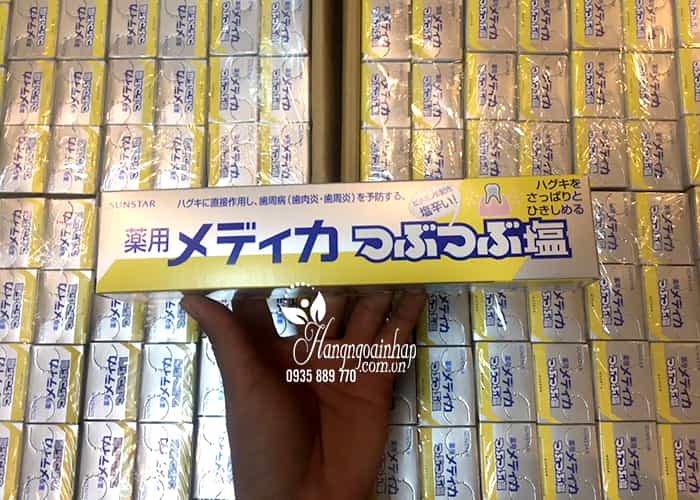 SUNSTAR
ハグキに直接作用し、歯周病(歯肉炎・歯周炎)を予防する。
塩辛い!
ハグキを
さっぱりと
ひきしめる
薬用 メディカ つぶつぶ塩
Hangngoainhap
.com.vn
0935 889 770